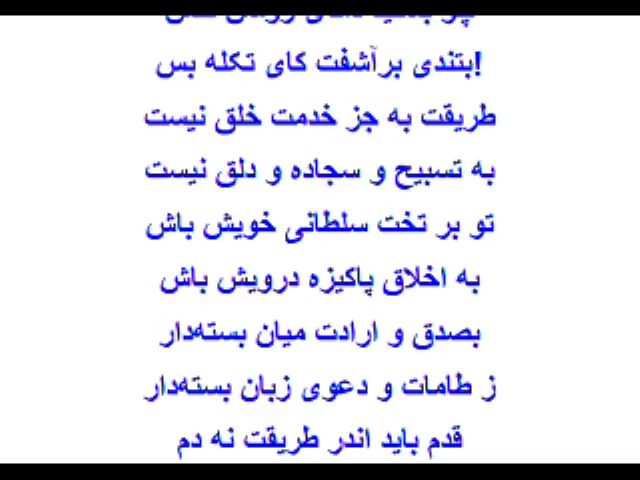 !بتندی برآشفت کای تکله بس
طریقت به جز خدمت خلق نیست
به تسبیح و سجاده و دلق نیست
تو بر تخت سلطانی خویش باش
به اخلاق پاکیزه درویش باش
بصدق و ارادت میان بسته‌دار
ز طامات و دعوی زبان بسته‌دار
قدم باید اندر طریقت نه دم